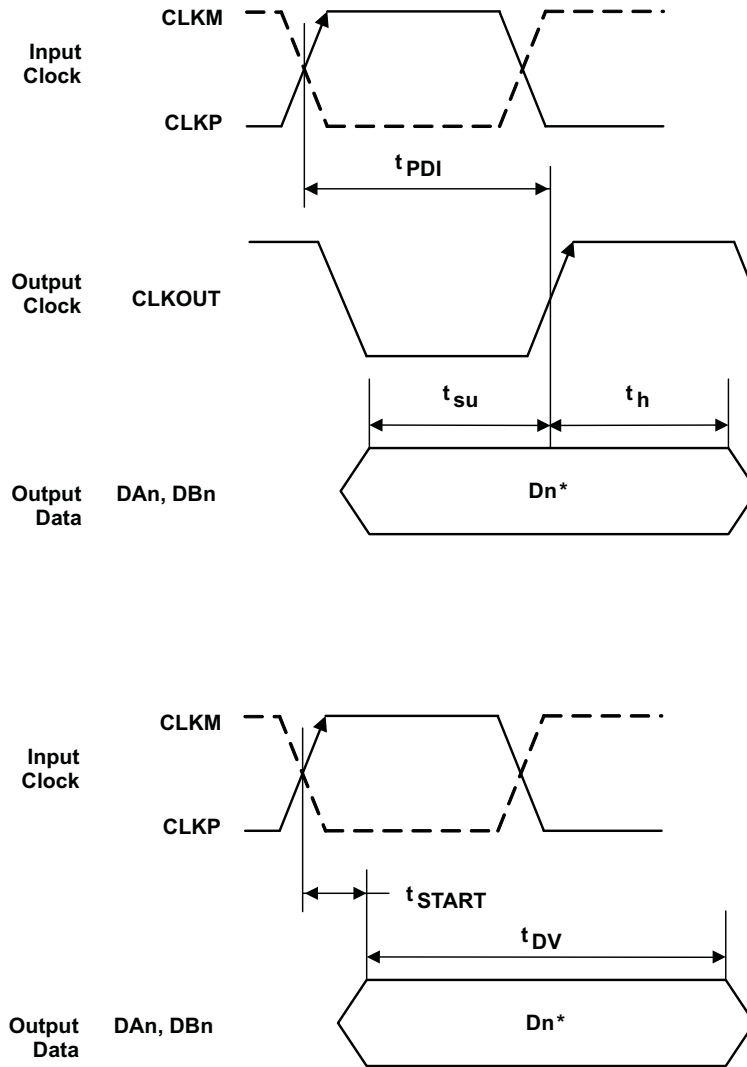 CLKM
Input
Clock
CLKP
tPDI
Output
Clock
CLKOUT
tsu
th
Output
Data
DAn, DBn
Dn*
CLKM
Input
Clock
CLKP
tSTART
tDV
Output
Data
DAn, DBn
Dn*